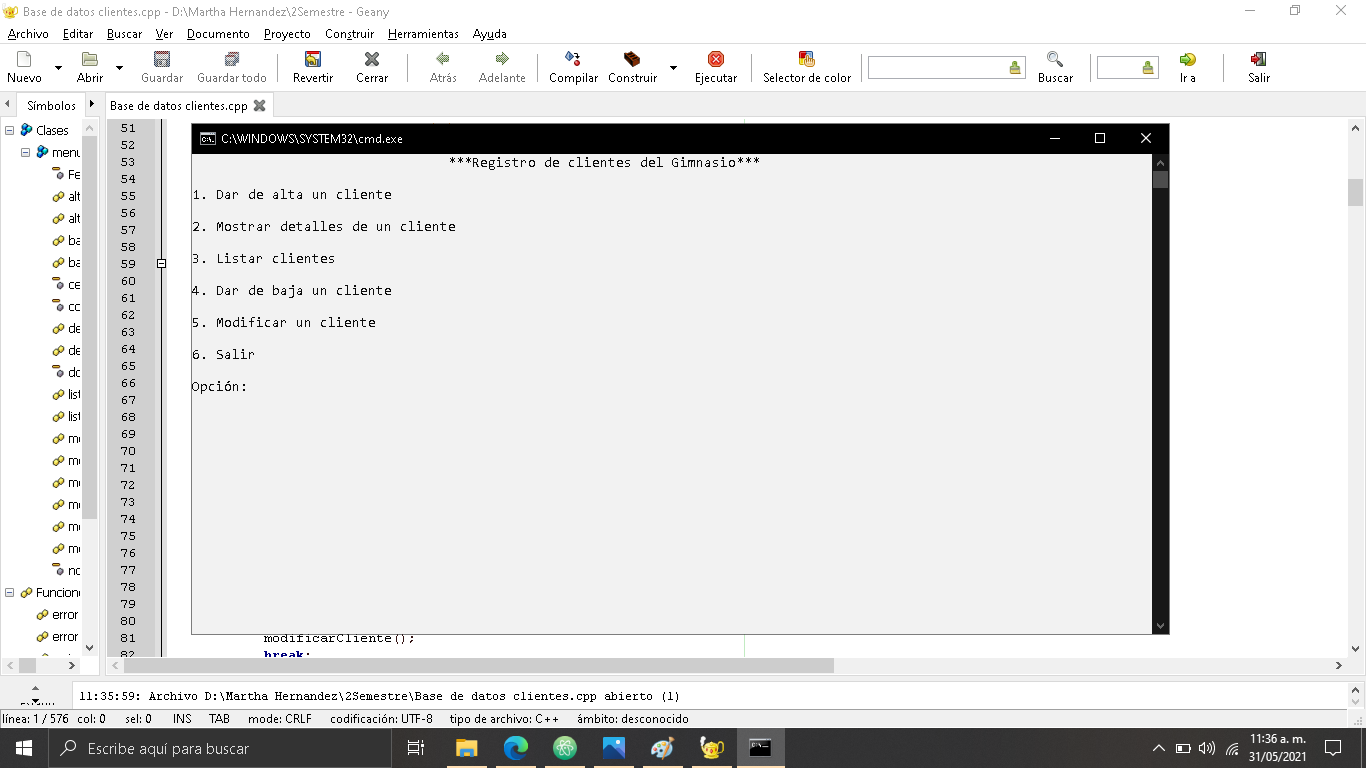 Base de datos clientes.cpp - D:\Martha Hernandez\2Semestre - Geany
Archivo Editar Buscar Ver Documento Proyecto Construir Herramientas Ayuda
Nuevo Abrir Guardar Guardar todo Revertir Cerrar Atrás Adelante Compilar Construir Ejecutar Selector de color Buscar Ir a Salir
Símbolos
Base de datos clientes.cpp
Clases
menu
Fe
alt
alt
ba
ba
ce
cc
de
de
dc
list
list
m
m
m
m
m
m
nc
Funcion
error
error
51
52
53
54
55
56
57
58
59
60
61
62
63
64
65
66
67
68
69
70
71
72
73
74
75
76
77
78
79
80
81
82
C:\WINDOWS\SYSTEM32\cmd.exe
***Registro de clientes del Gimnasio***
1. Dar de alta un cliente
2. Mostrar detalles de un cliente
3. Listar clientes
4. Dar de baja un cliente
5. Modificar un cliente
6. Salir
Opción:
modificarCliente();
break;
11:35:59: Archivo D:\Martha Hernandez\2Semestre\Base de datos clientes.cpp abierto (1)
línea: 1 / 576 col: 0 sel: 0 INS TAB mode: CRLF codificación: UTF-8 tipo de archivo: C++ ámbito: desconocido
Escribe aquí para buscar
11:36 a. m.
31/05/2021